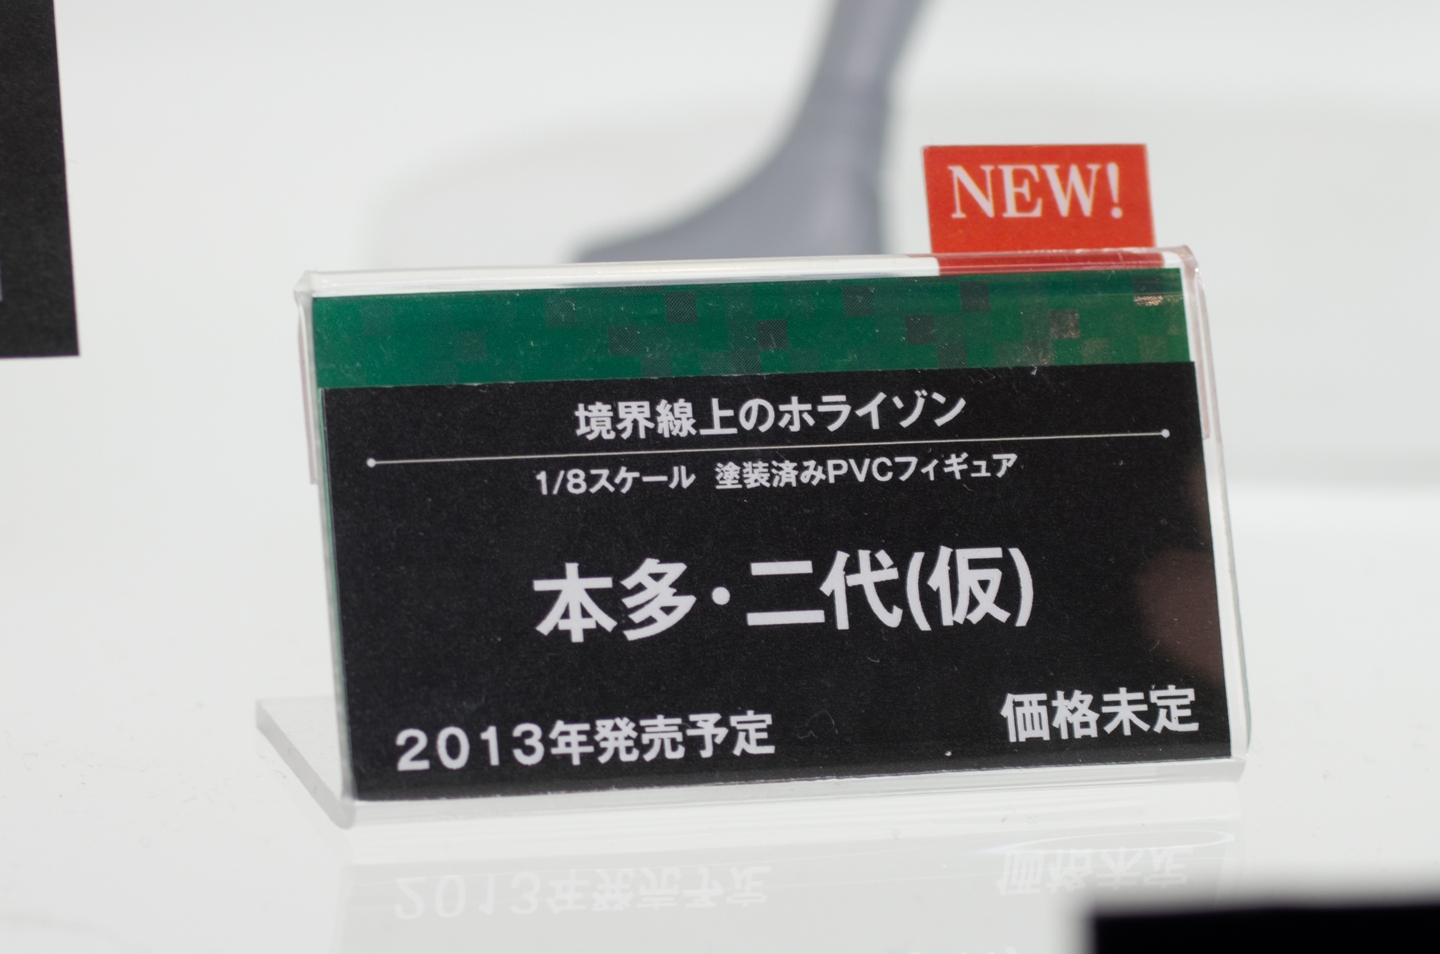 NEW!
境界線上のホライゾン
1/8スケール 塗装済みPVCフィギュア
本多・二代(仮)
2013年発売予定
価格未定